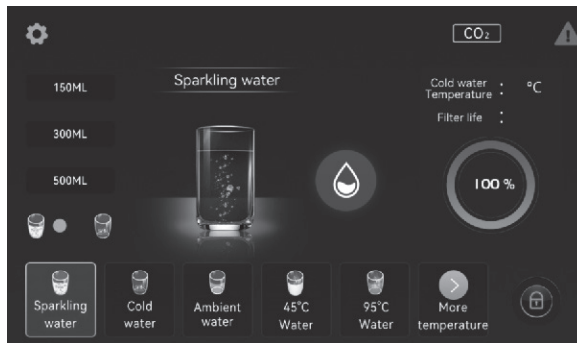 CO₂
Sparkling water
150ML
300ML
500ML
Cold water
Temperature : °C
Filter life :
100 %
Sparkling
water
Cold
water
Ambient
water
45°C
Water
95°C
Water
More
temperature